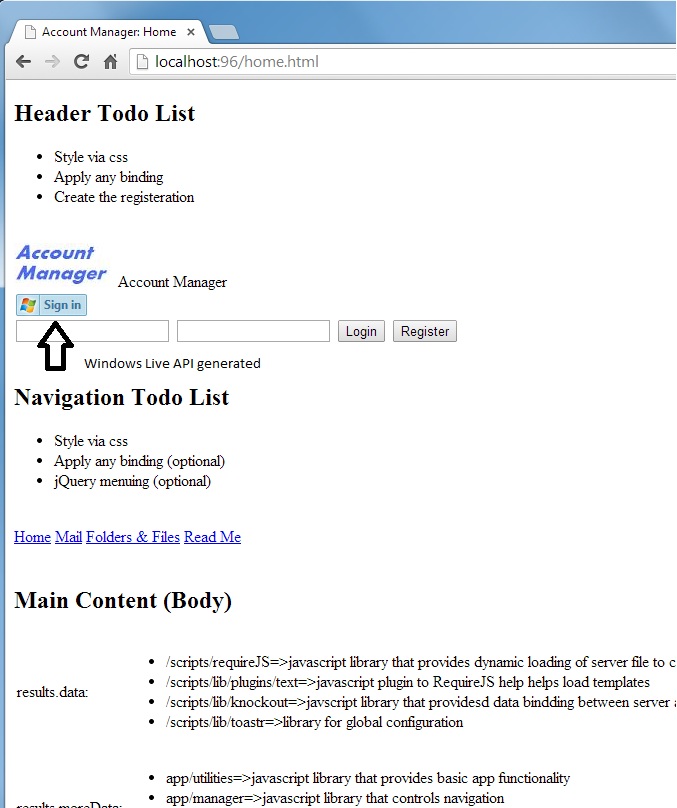 Account Manager: Home
localhost:96/home.html
Header Todo List
Style via css
Apply any binding
Create the registeration
Account
Manager
Account Manager
Sign in
Login Register
Windows Live API generated
Navigation Todo List
Style via css
Apply any binding (optional)
jQuery menuing (optional)
Home Mail Folders & Files Read Me
Main Content (Body)
/scripts/requireJS=>javascript library that provides dynamic loading of server file to c
results.data:
/scripts/lib/plugins/text=>javascript plugin to RequireJS help helps load templates
/scripts/lib/knockout=>javscript library that providesd data bindding between server a
/scripts/lib/toastr=>library for global configuration
app/utilities=>javascript library that provides basic app functionality
app/manager=>javascript library that controls navigation
results.moreData: